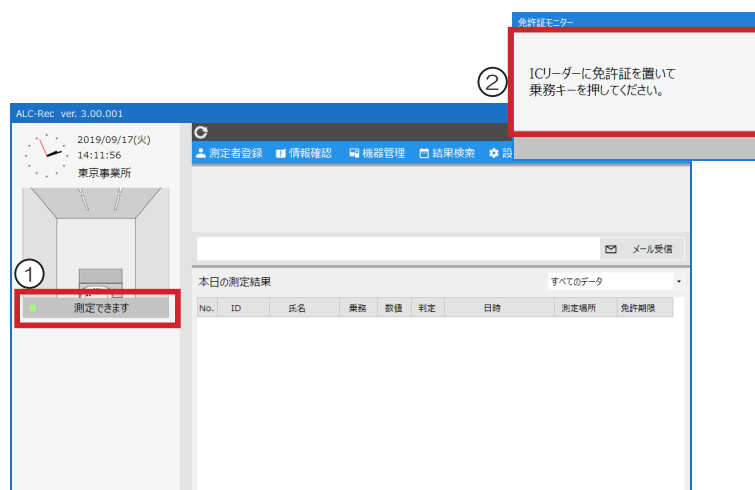 免許証モニター
②
ICリーダーに免許証を置いて
乗務キーを押してください。
ALC-Rec ver. 3.00.001
2019/09/17(火)
14:11:56
東京事業所
測定者登録 情報確認 機器管理 結果検索 設
メール受信
①
測定できます
本日の測定結果 すべてのデータ
No. ID 氏名 乗務 数値 判定 日時 測定場所 免許期限